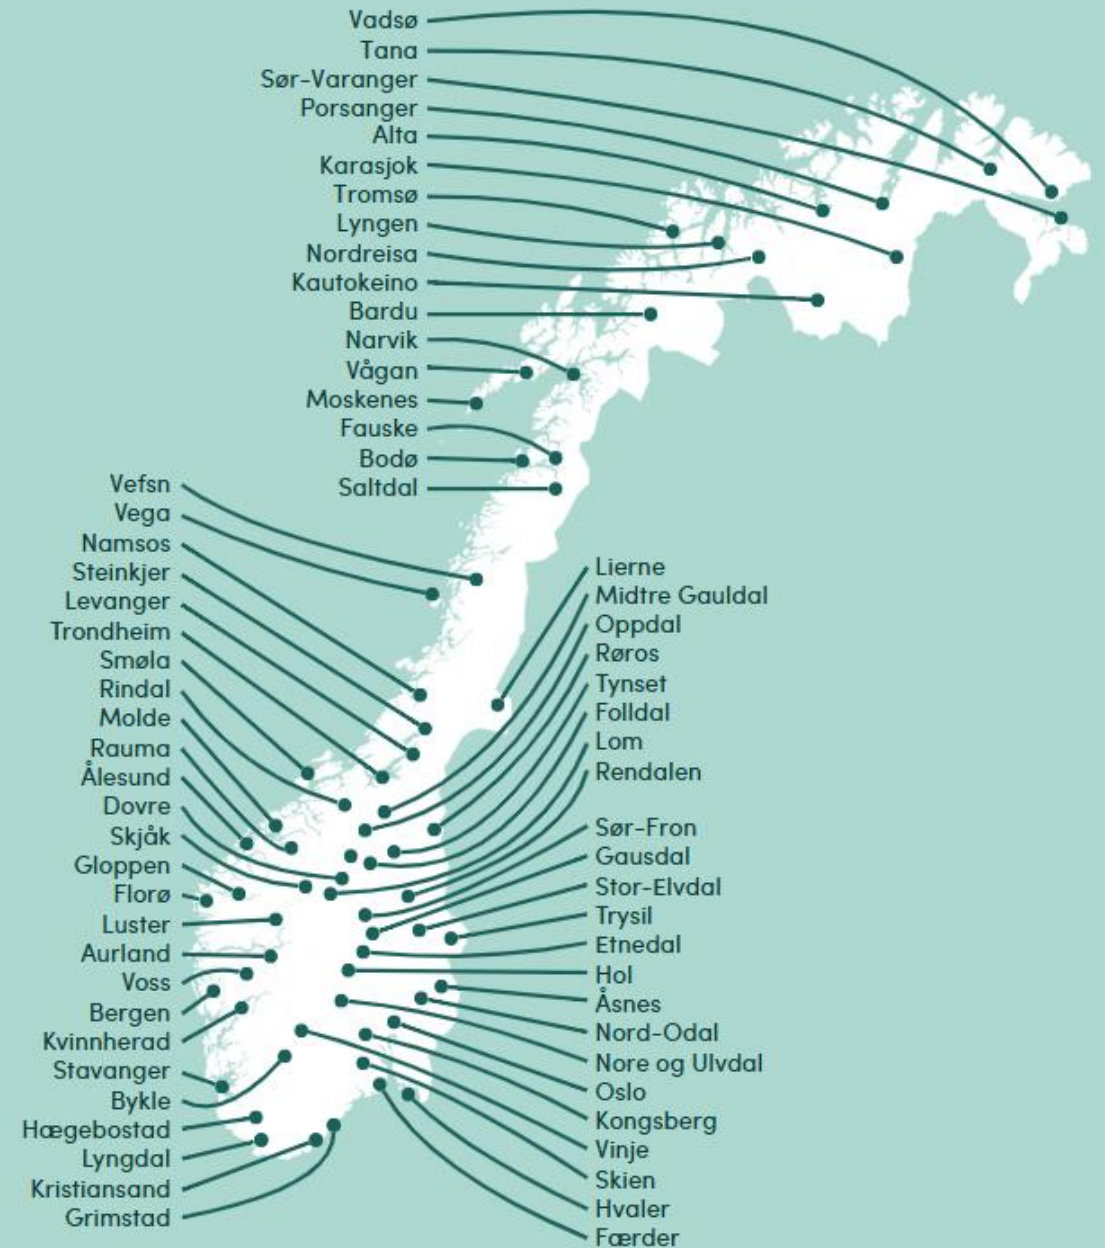 Vadsø
Tana
Sør-Varanger
Porsanger
Alta
Karasjok
Tromsø
Lyngen
Nordreisa
Kautokeino
Bardu
Narvik
Vågan
Moskenes
Fauske
Bodø
Saltdal
Vefsn
Vega
Namsos
Steinkjer
Levanger
Trondheim
Smøla
Rindal
Molde
Rauma
Ålesund
Dovre
Skjåk
Gloppen
Florø
Luster
Aurland
Voss
Bergen
Kvinnherad
Stavanger
Bykle
Hægebostad
Lyngdal
Kristiansand
Grimstad
Lierne
Midtre Gauldal
Oppdal
Røros
Tynset
Folldal
Lom
Rendalen
Sør-Fron
Gausdal
Stor-Elvdal
Trysil
Etnedal
Hol
Åsnes
Nord-Odal
Nore og Ulvdal
Oslo
Kongsberg
Vinje
Skien
Hvaler
Færder